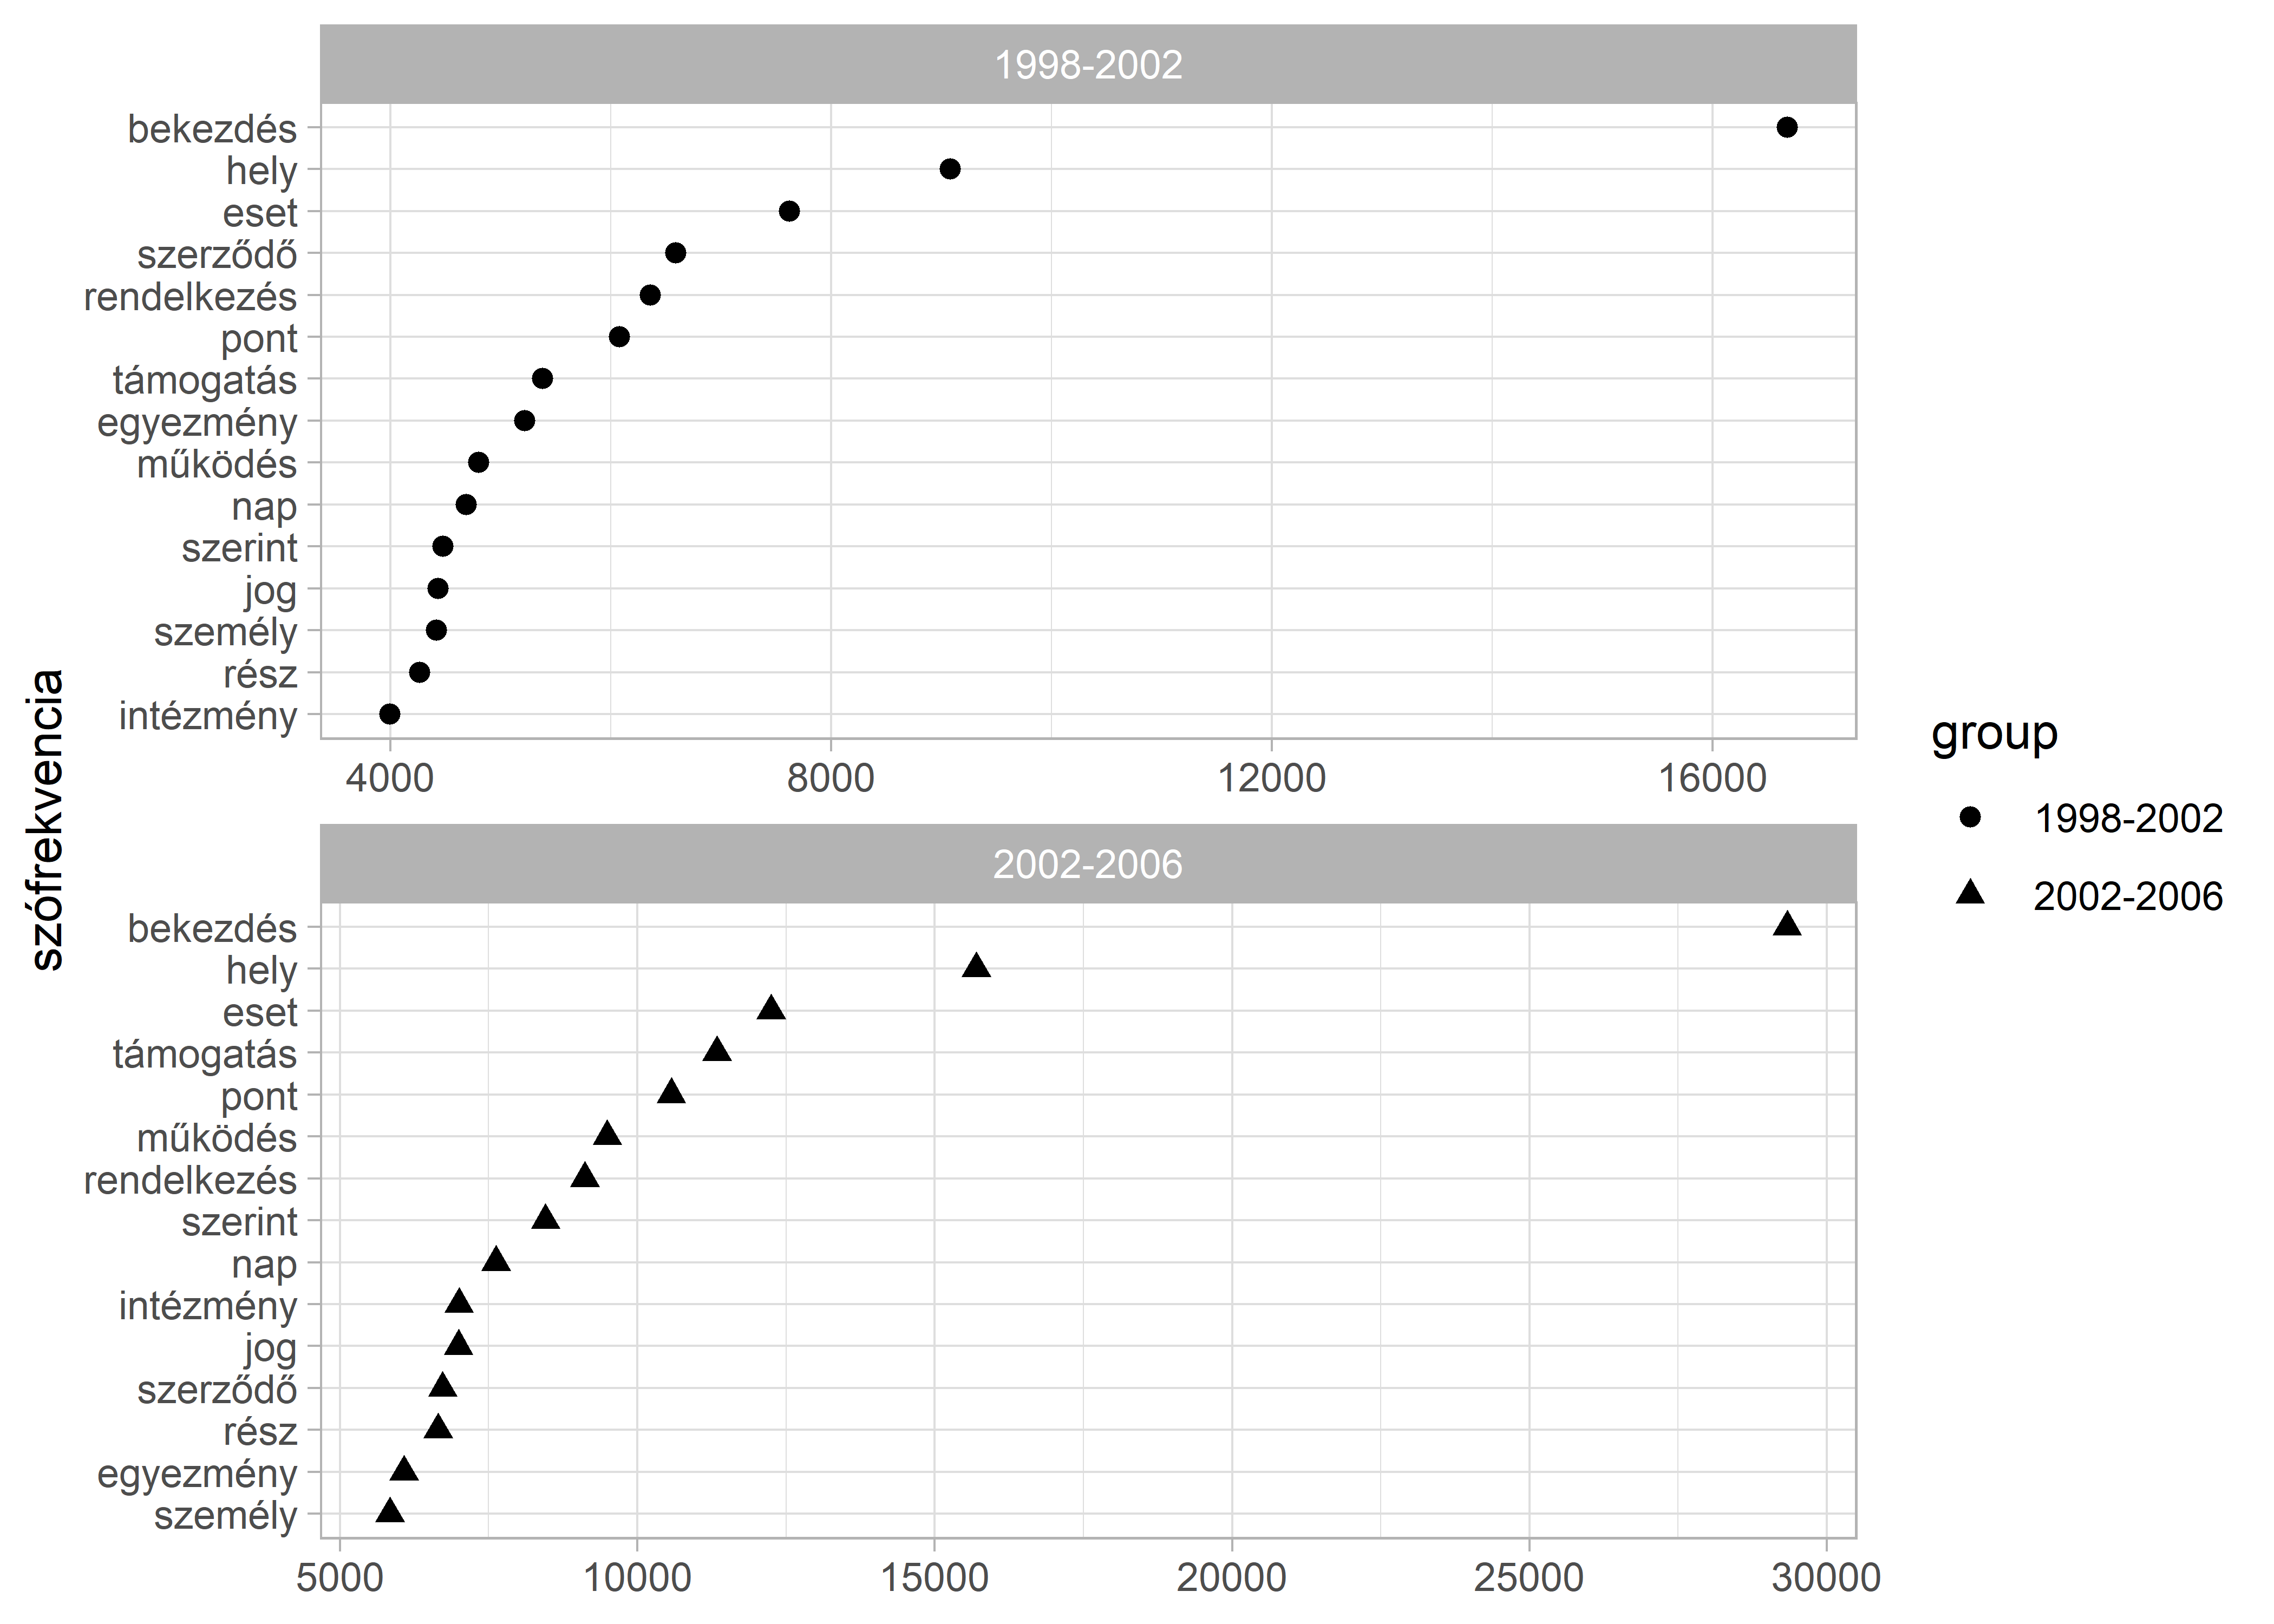 1998-2002
bekezdés
hely
eset
szerződő
rendelkezés
pont
támogatás
egyezmény
működés
nap
szerint
jog
személy
rész
intézmény
4000 8000 12000 16000
szófrekvencia
2002-2006
bekezdés
hely
eset
támogatás
pont
működés
rendelkezés
szerint
nap
intézmény
jog
szerződő
rész
egyezmény
személy
5000 10000 15000 20000 25000 30000
group
1998-2002
2002-2006